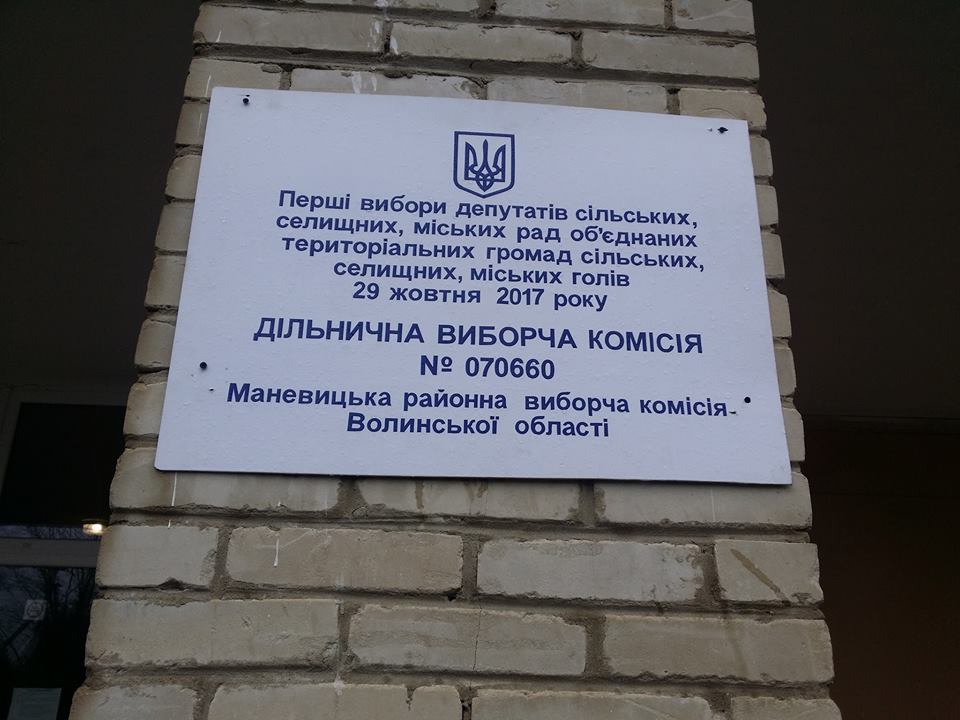 Перші вибори депутатів сільських,
селищних, міських рад об'єднаних
територіальних громад сільських,
селищних, міських голів
29 жовтня 2017 року
ДІЛЬНИЧНА ВИБОРЧА КОМІСІЯ
№ 070660
Маневицька районна виборча комісія
Волинської області